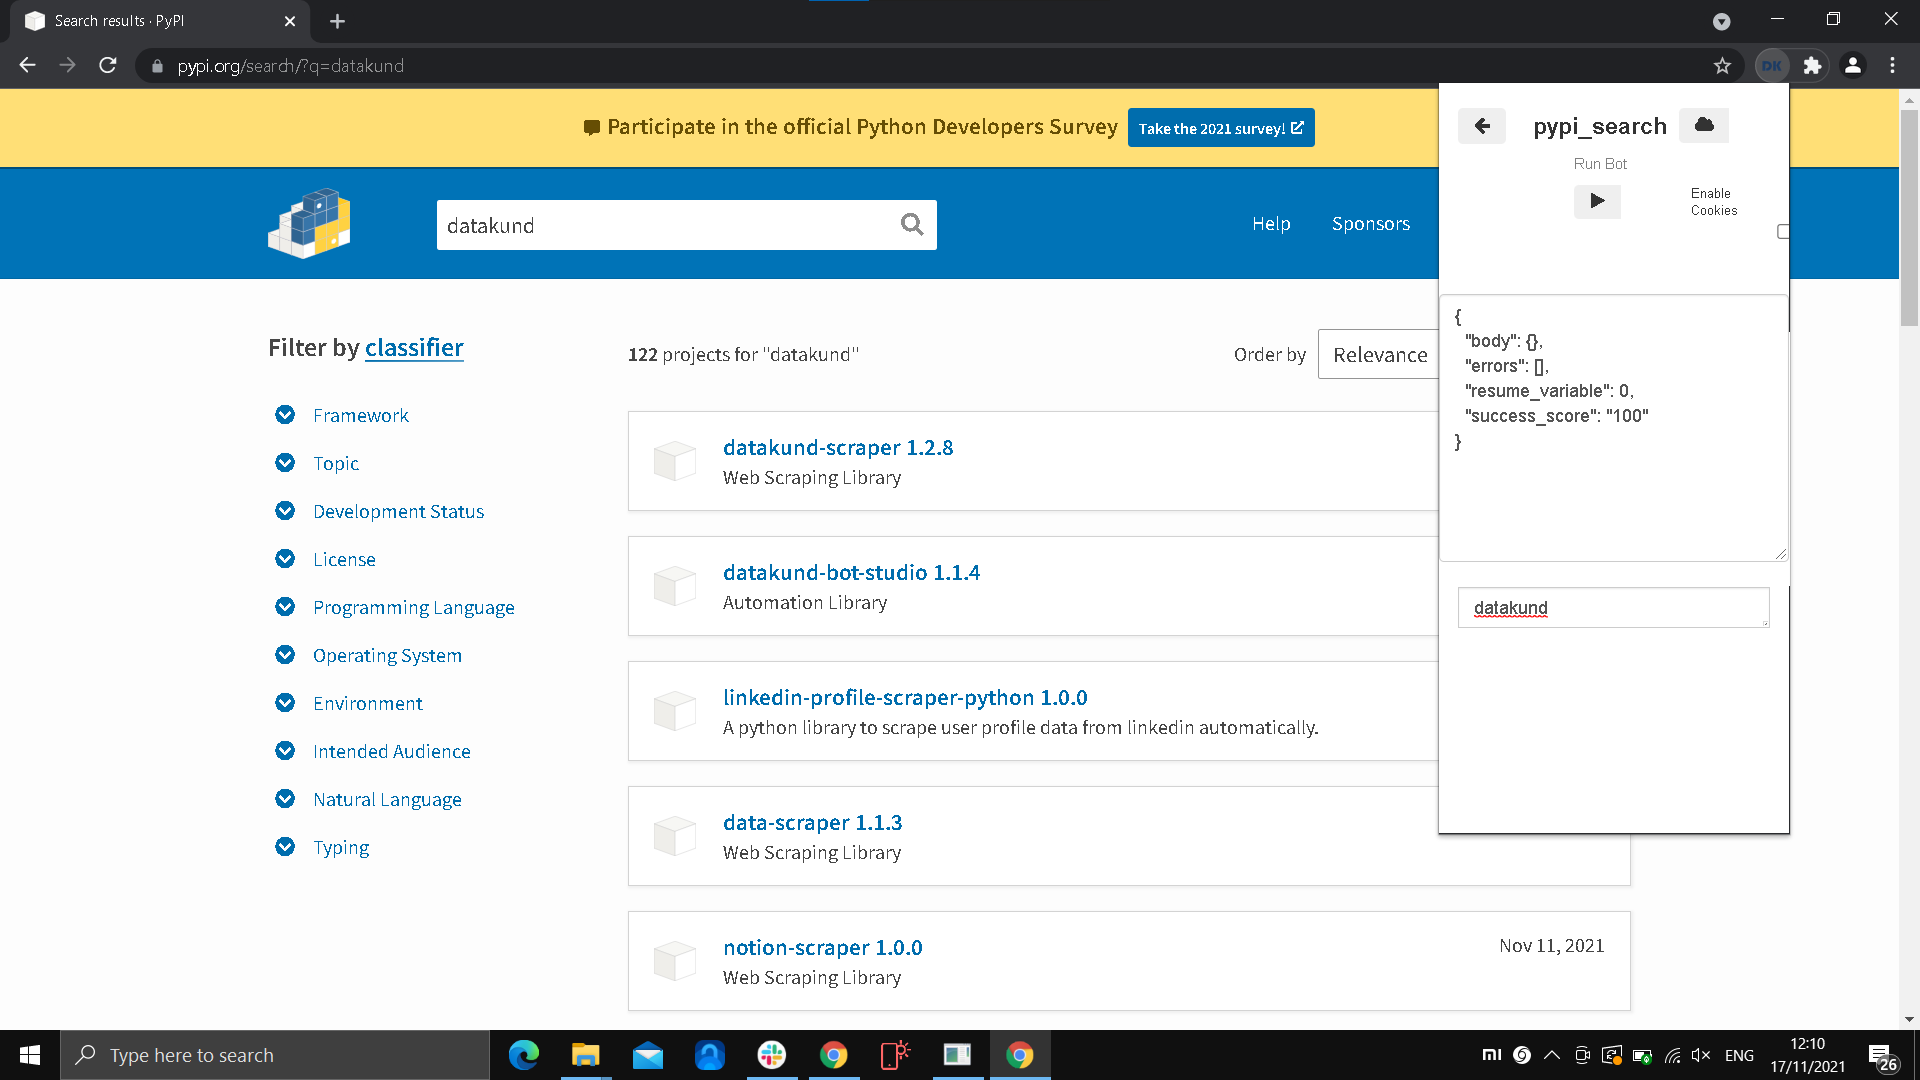 Search results · PyPI
pypi.org/search/?q=datakund
DK
Participate in the official Python Developers Survey
Take the 2021 survey!
datakund
Help
Sponsors
Filter by classifier
Framework
Topic
Development Status
License
Programming Language
Operating System
Environment
Intended Audience
Natural Language
Typing
122 projects for "datakund"
Order by
Relevance
datakund-scraper 1.2.8
Web Scraping Library
datakund-bot-studio 1.1.4
Automation Library
linkedin-profile-scraper-python 1.0.0
A python library to scrape user profile data from linkedin automatically.
data-scraper 1.1.3
Web Scraping Library
notion-scraper 1.0.0
Nov 11, 2021
Web Scraping Library
pypi_search
Run Bot
Enable
Cookies
{
"body": {},
"errors": [],
"resume_variable": 0,
"success_score": "100"
}
datakund
Type here to search
ENG
12:10
17/11/2021
26